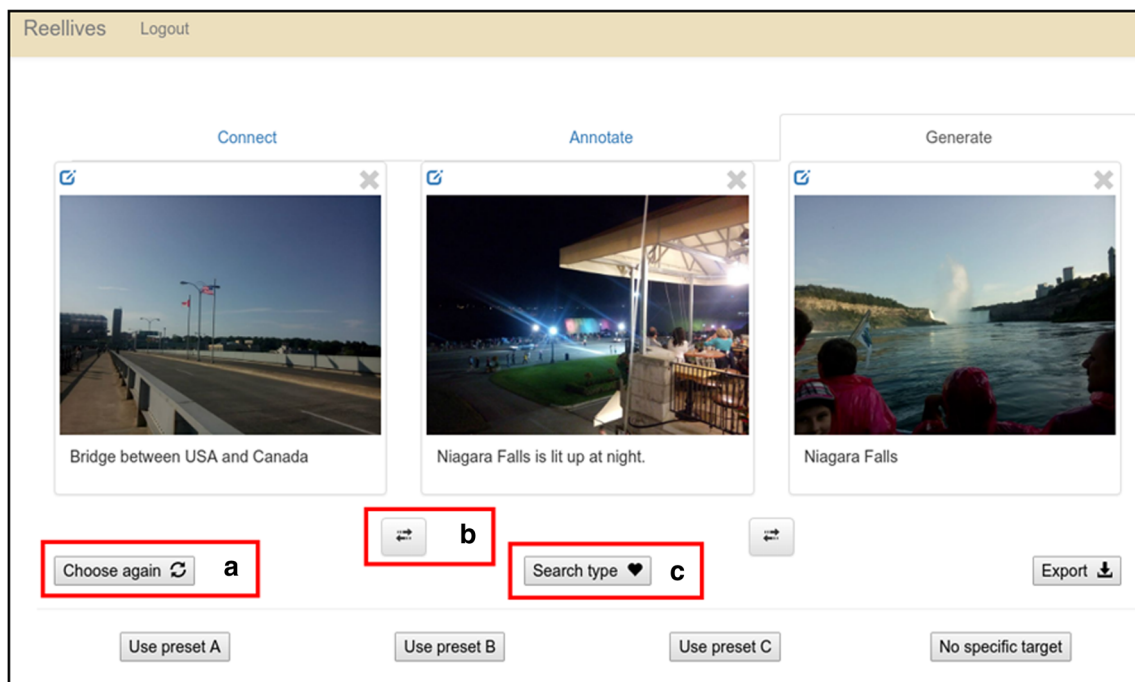 Reellives Logout
Connect Annotate Generate
Bridge between USA and Canada
Niagara Falls is lit up at night.
Niagara Falls
b
Choose again a
Search type c
Export
Use preset A Use preset B Use preset C No specific target